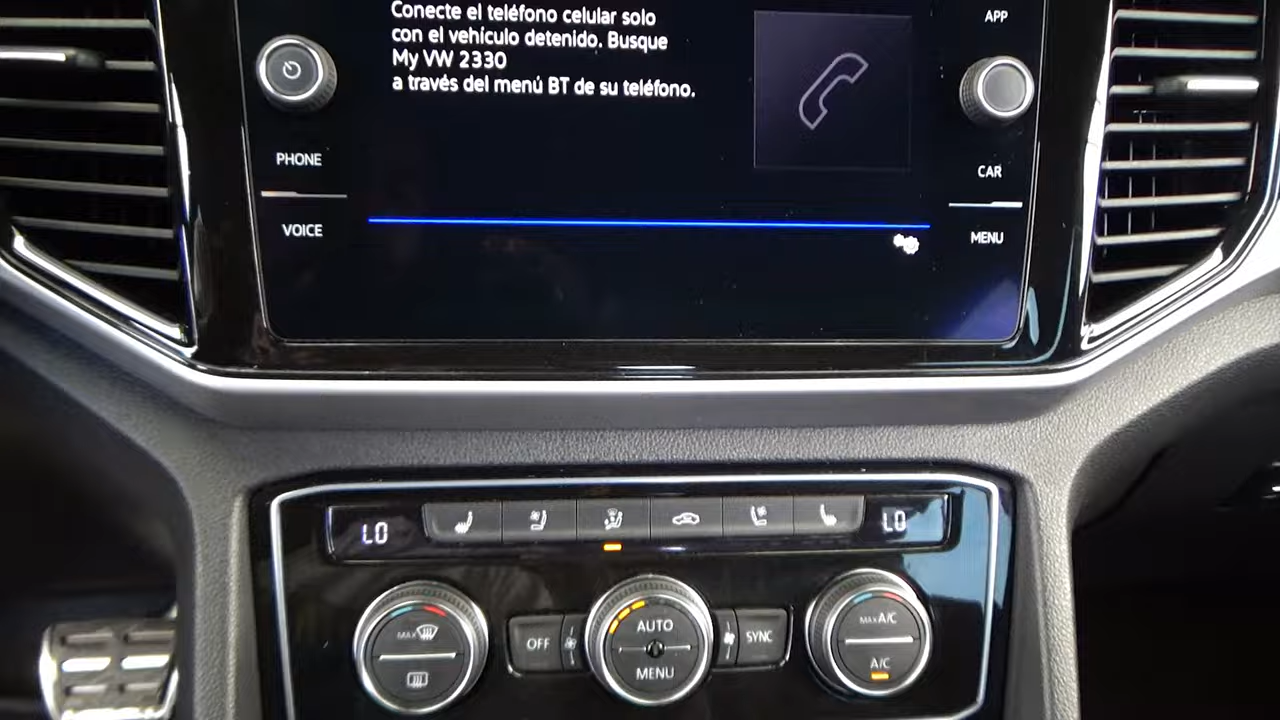 Conecte el teléfono celular solo
con el vehículo detenido. Busque
My VW 2330
a través del menú BT de su teléfono.
APP
PHONE
CAR
VOICE
MENU
LO
LO
MAX
OFF
AUTO
MENU
SYNC
MAX A/C
A/C